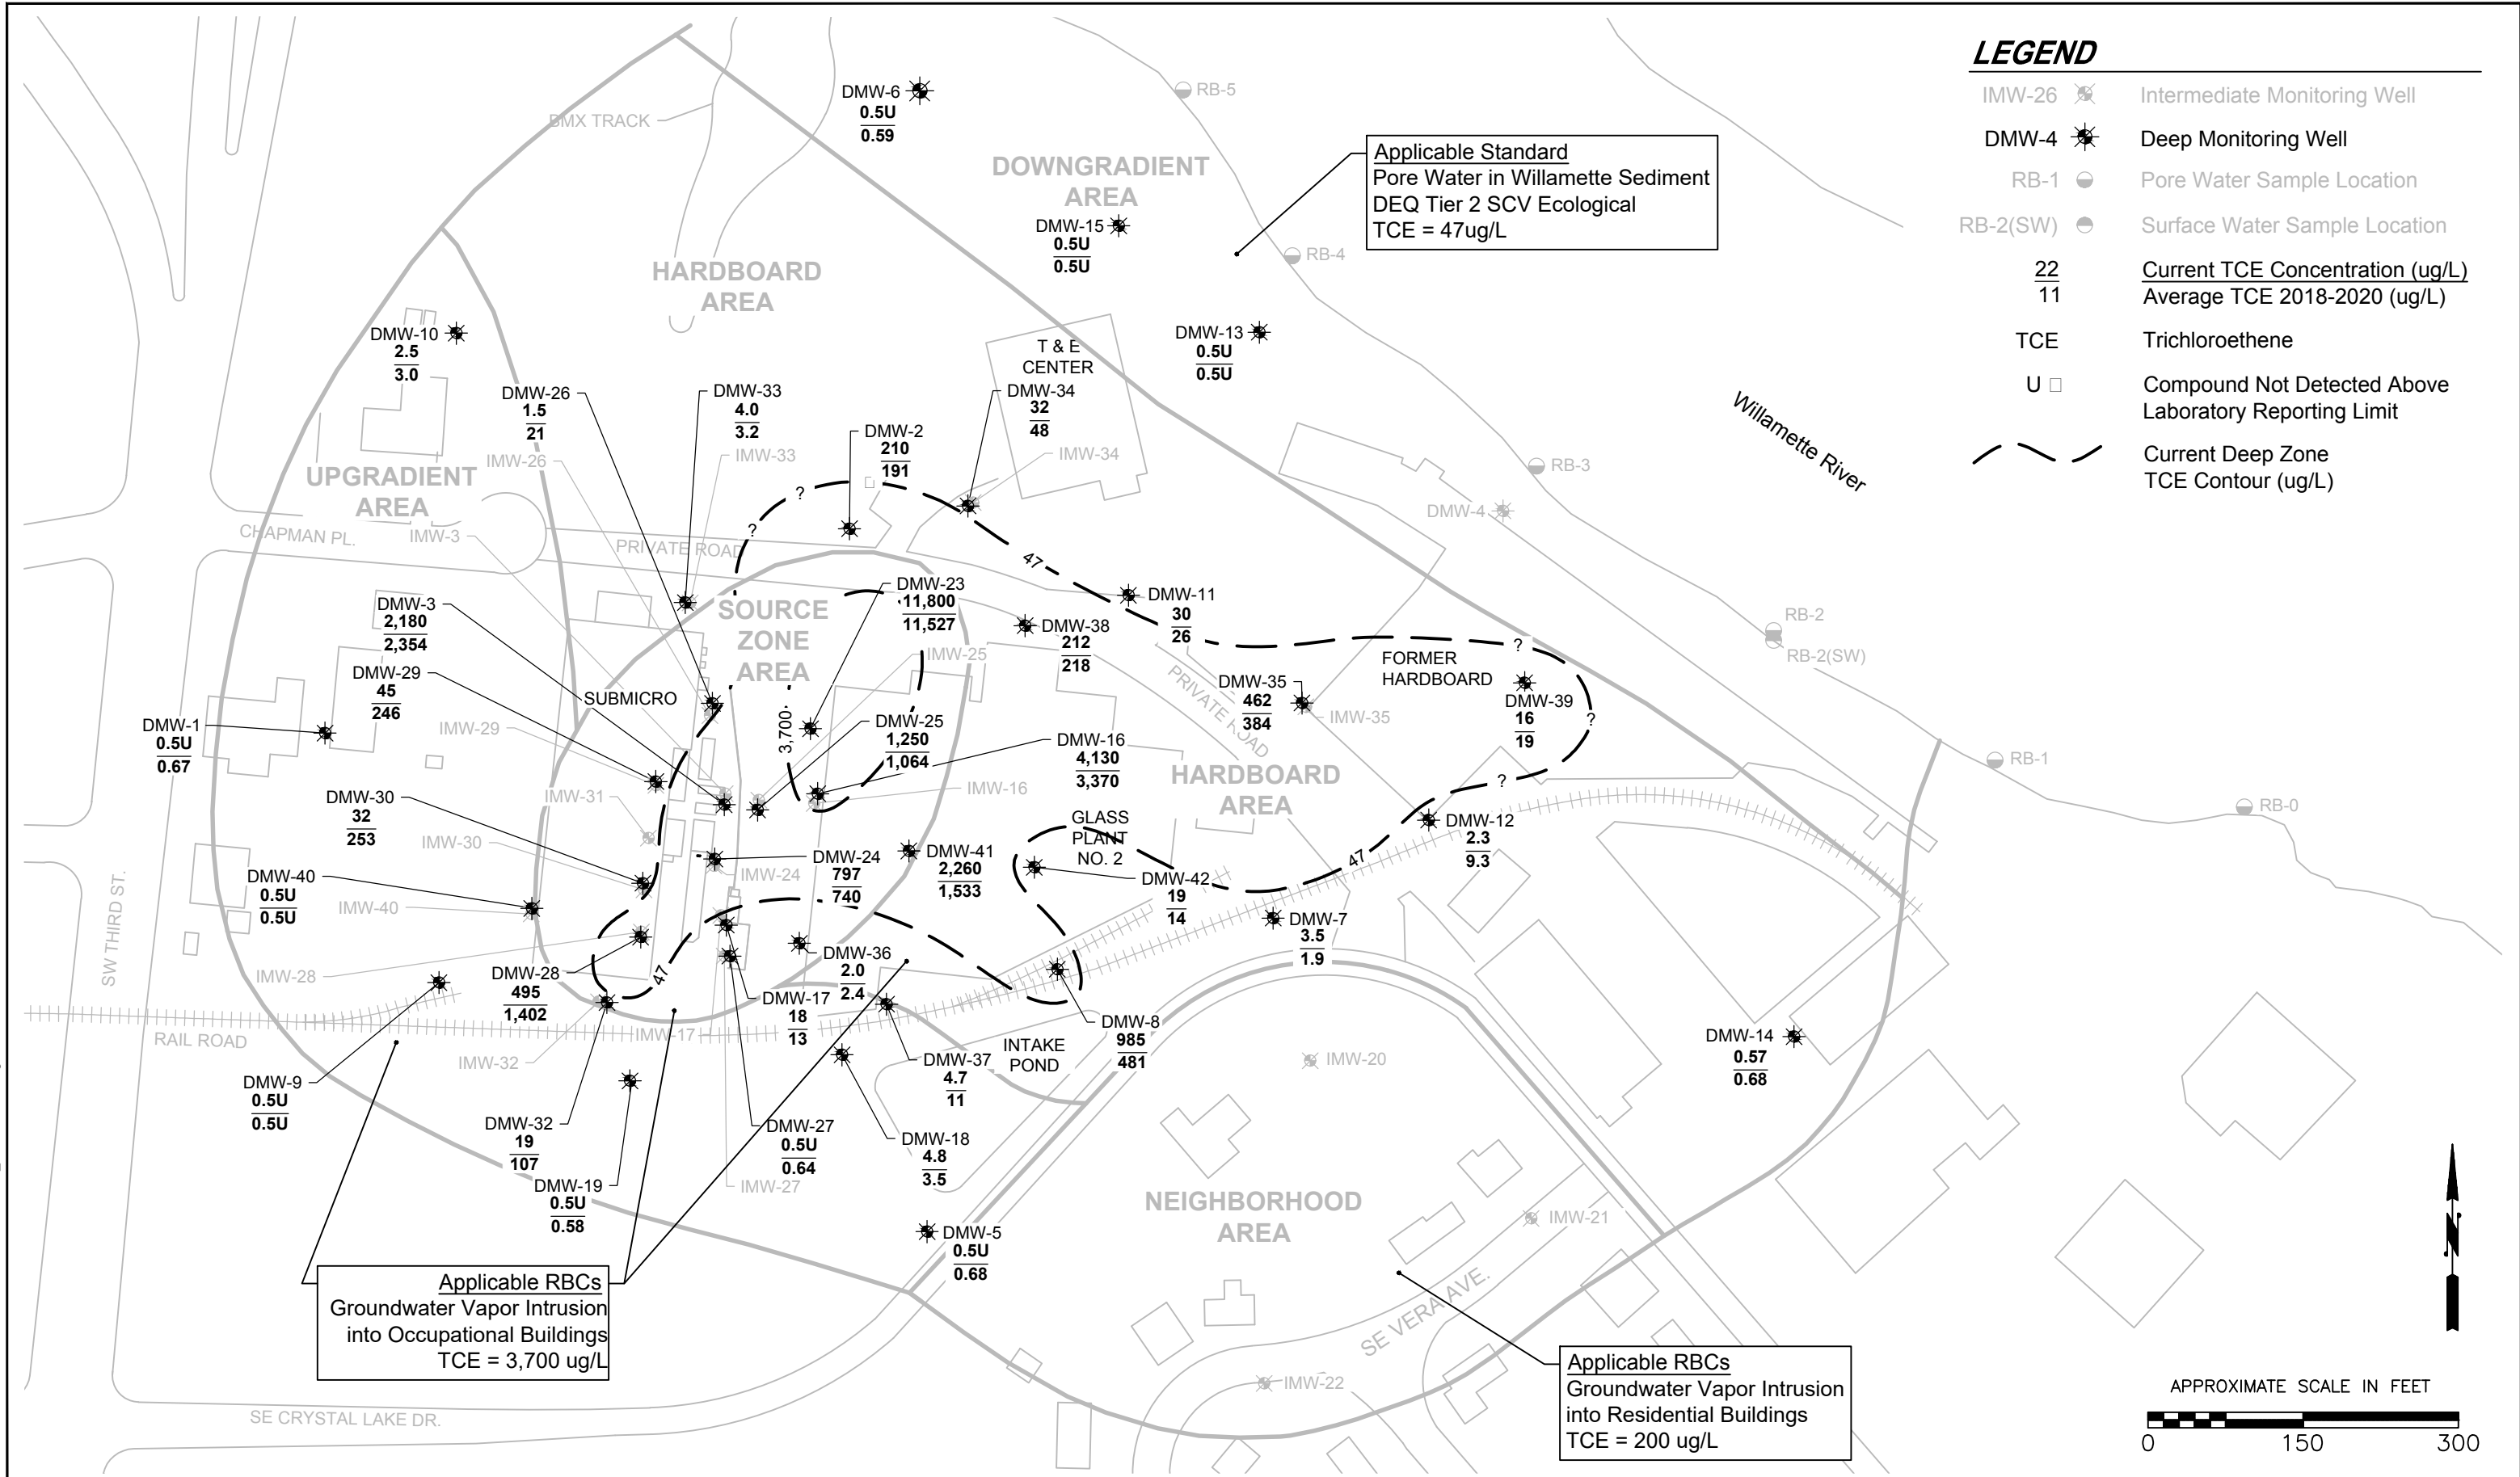 LEGEND
IMW-26 Intermediate Monitoring Well
DMW-4 Deep Monitoring Well
RB-1 Pore Water Sample Location
RB-2(SW) Surface Water Sample Location
22 Current TCE Concentration (ug/L)
11 Average TCE 2018-2020 (ug/L)
TCE Trichloroethene
U □ Compound Not Detected Above
Laboratory Reporting Limit
Current Deep Zone
TCE Contour (ug/L)
DMW-6
0.5U
0.59
RB-5
BMX TRACK
DOWNGRADIENT
AREA
Applicable Standard
Pore Water in Willamette Sediment
DEQ Tier 2 SCV Ecological
TCE = 47ug/L
DMW-15
0.5U
0.5U
RB-4
HARDBOARD
AREA
DMW-10
2.5
3.0
DMW-13
0.5U
0.5U
T & E
CENTER
DMW-34
32
48
IMW-34
DMW-26
1.5
21
IMW-26
DMW-33
4.0
3.2
IMW-33
DMW-2
210
191
□
Willamette River
RB-3
DMW-4
UPGRADIENT
AREA
CHAPMAN PL.
IMW-3
PRIVATE ROAD
?
?
47
DMW-23
11,800
11,527
DMW-11
30
26
DMW-3
2,180
2,354
SOURCE
ZONE
AREA
DMW-38
212
218
IMW-25
RB-2
RB-2(SW)
FORMER
HARDBOARD
?
DMW-39
16
19
?
?
DMW-35
462
384
IMW-35
PRIVATE ROAD
DMW-29
45
246
IMW-29
SUBMICRO
3,700
DMW-25
1,250
1,064
DMW-16
4,130
3,370
IMW-16
DMW-1
0.5U
0.67
HARDBOARD
AREA
RB-1
RB-0
DMW-30
32
253
IMW-31
IMW-30
GLASS
PLANT
NO. 2
DMW-12
2.3
9.3
47
DMW-24
797
740
IMW-24
DMW-41
2,260
1,533
DMW-42
19
14
DMW-40
0.5U
0.5U
IMW-40
SW THIRD ST.
DMW-7
3.5
1.9
IMW-28
DMW-28
495
1,402
47
DMW-36
2.0
2.4
DMW-17
18
13
IMW-17
RAIL ROAD
IMW-32
DMW-8
985
481
INTAKE
POND
DMW-37
4.7
11
IMW-20
DMW-14
0.57
0.68
DMW-9
0.5U
0.5U
DMW-32
19
107
DMW-27
0.5U
0.64
IMW-27
DMW-18
4.8
3.5
DMW-19
0.5U
0.58
NEIGHBORHOOD
AREA
IMW-21
DMW-5
0.5U
0.68
Applicable RBCs
Groundwater Vapor Intrusion
into Occupational Buildings
TCE = 3,700 ug/L
SE VERA AVE.
IMW-22
Applicable RBCs
Groundwater Vapor Intrusion
into Residential Buildings
TCE = 200 ug/L
SE CRYSTAL LAKE DR.
N
APPROXIMATE SCALE IN FEET
0 150 300